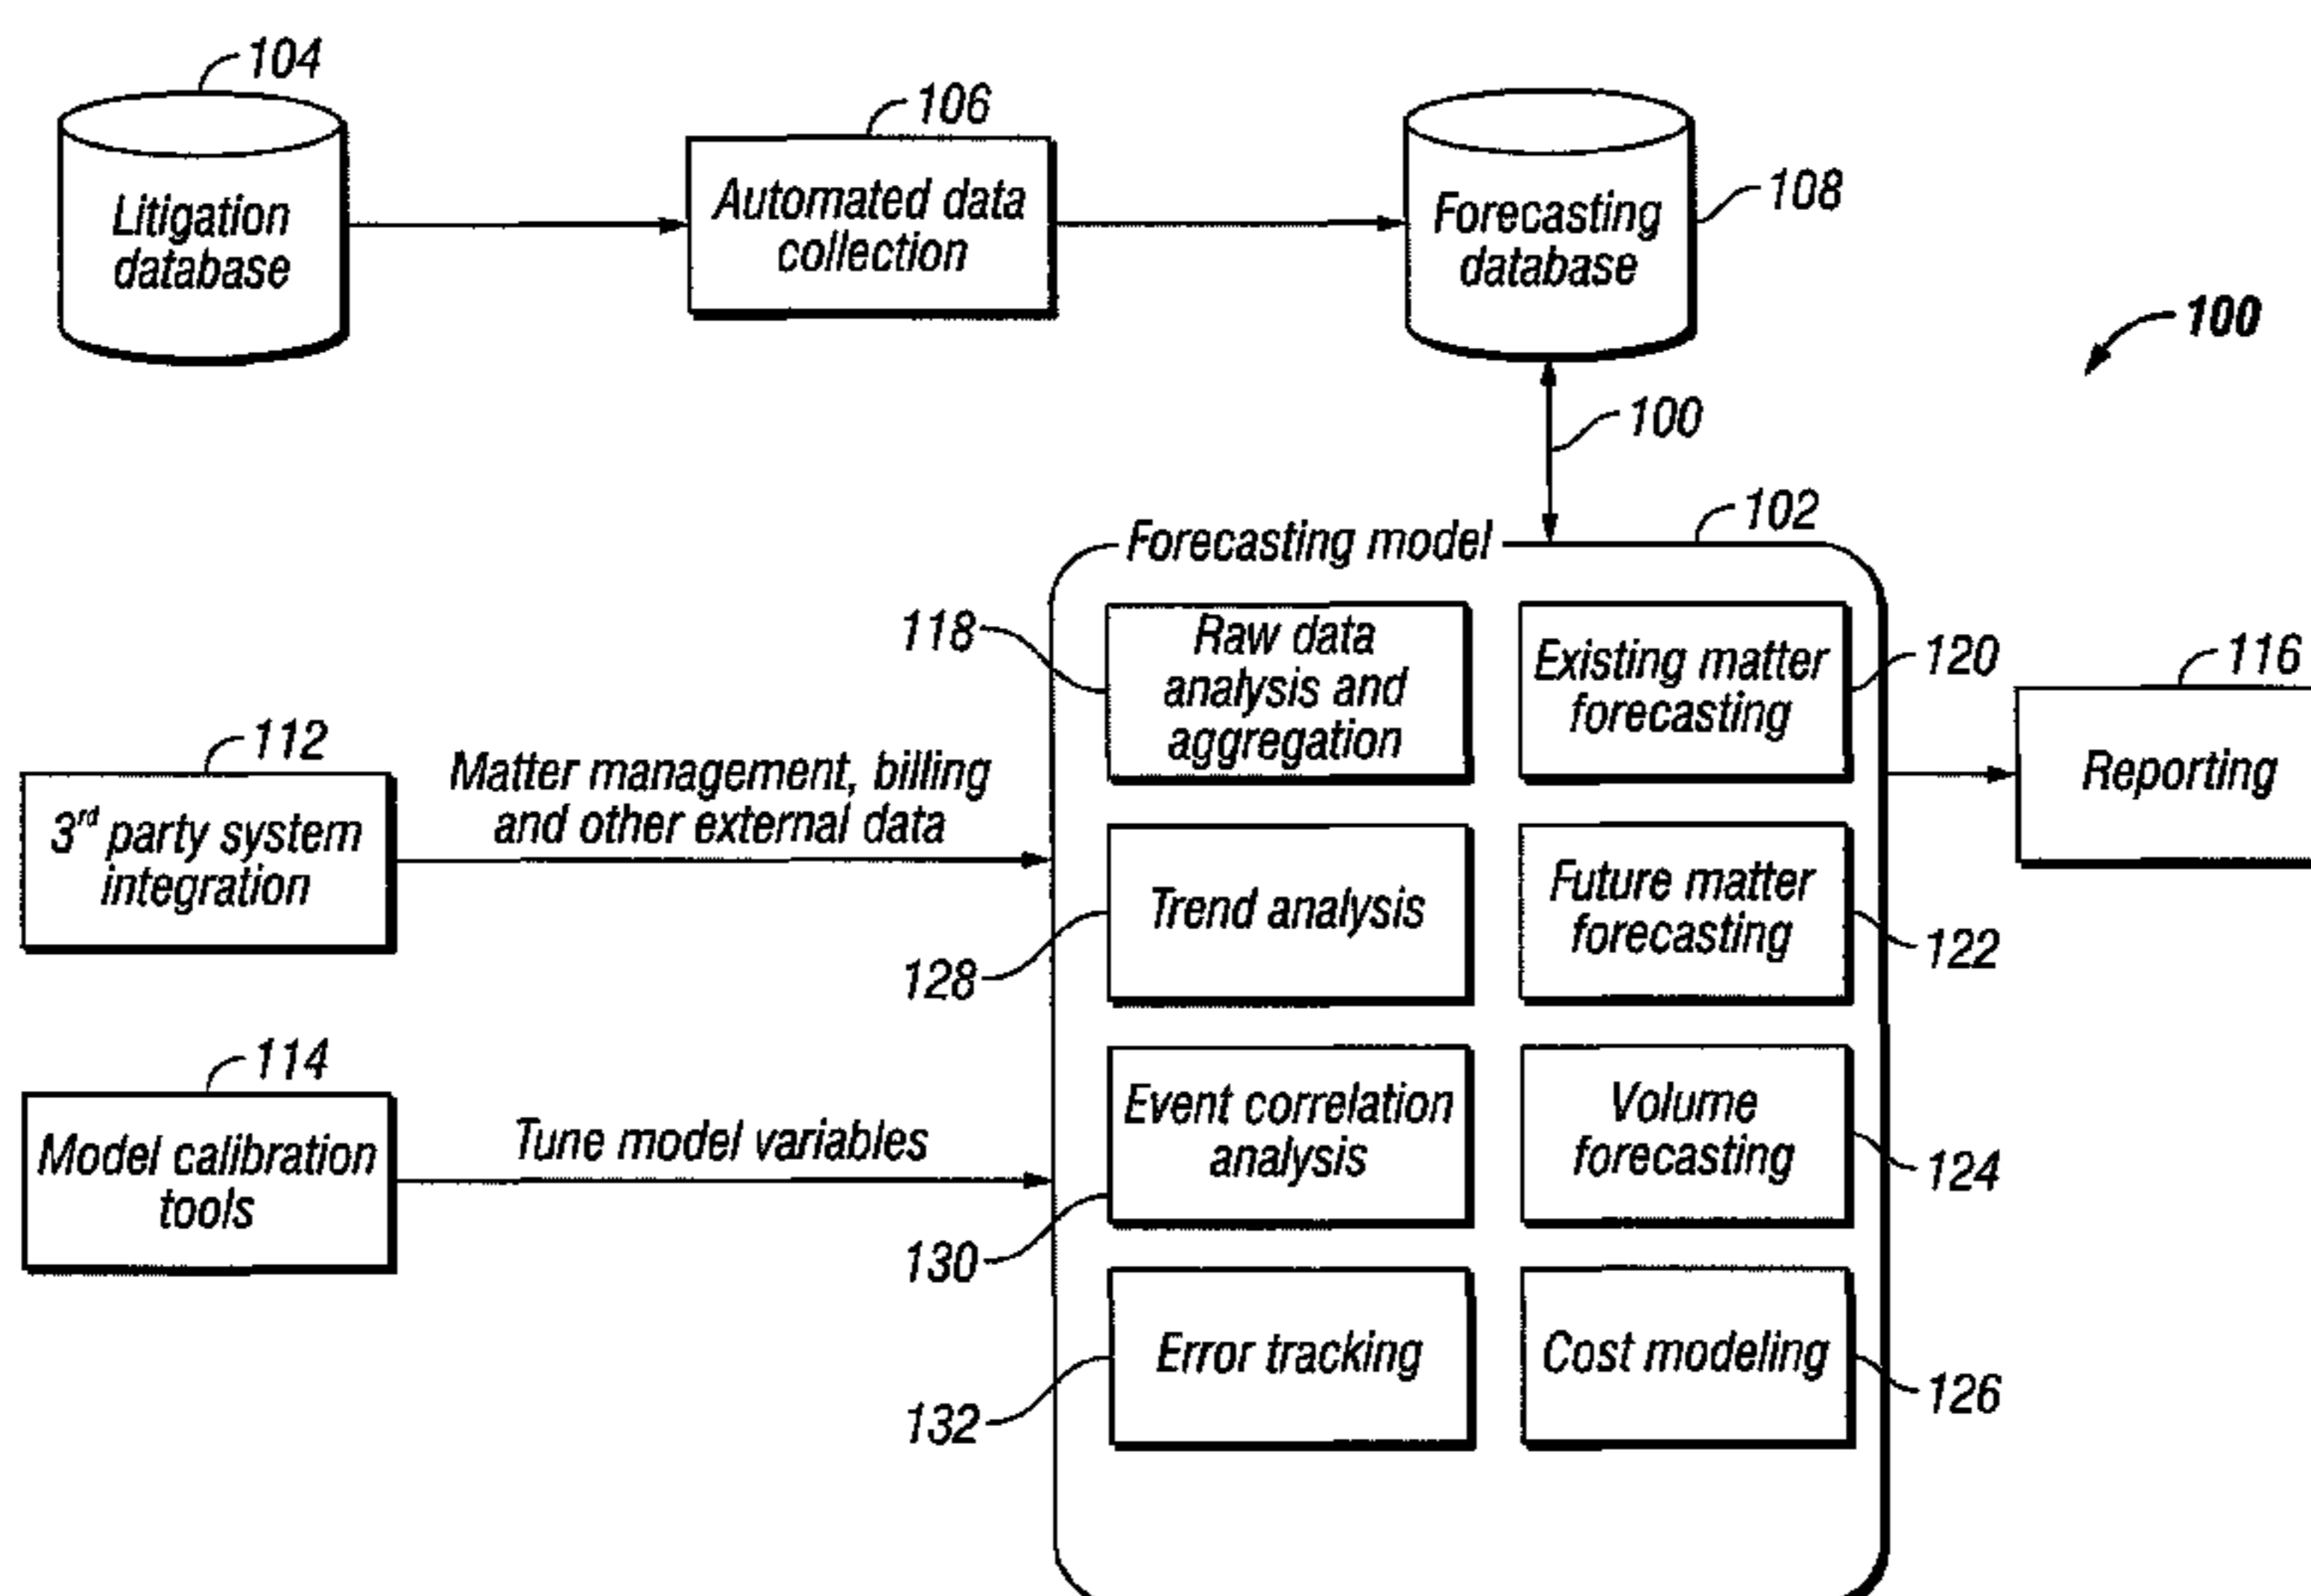 104
Litigation
database
106
Automated data
collection
Forecasting
database
108
100
100
Forecasting model
102
118
Raw data
analysis and
aggregation
Existing matter
forecasting
120
116
Reporting
112
3rd party system
integration
Matter management, billing
and other external data
Trend analysis
128
Future matter
forecasting
122
114
Model calibration
tools
Tune model variables
Event correlation
analysis
130
Volume
forecasting
124
Error tracking
132
Cost modeling
126